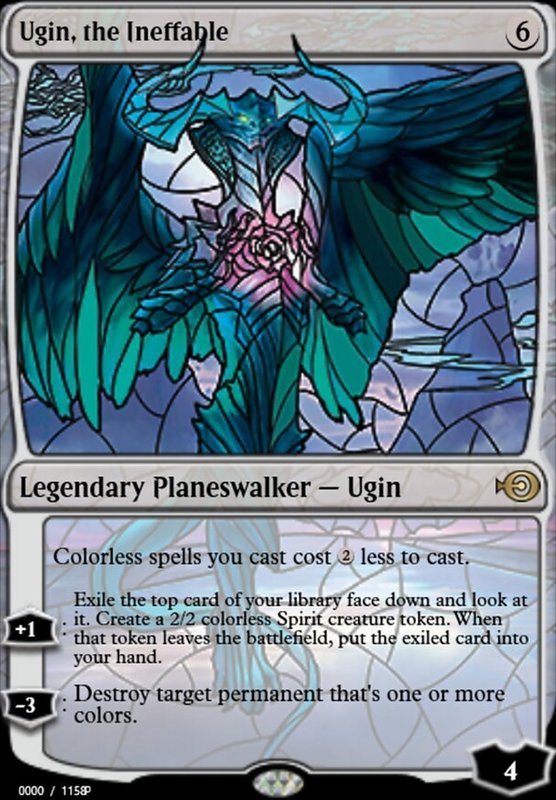 Ugin, the Ineffable 6
Legendary Planeswalker — Ugin
Colorless spells you cast cost 2 less to cast.
Exile the top card of your library face down and look at
+1 : it. Create a 2/2 colorless Spirit creature token. When
that token leaves the battlefield, put the exiled card into
your hand.
-3 : Destroy target permanent that's one or more
colors.
4
0000 / 1158P